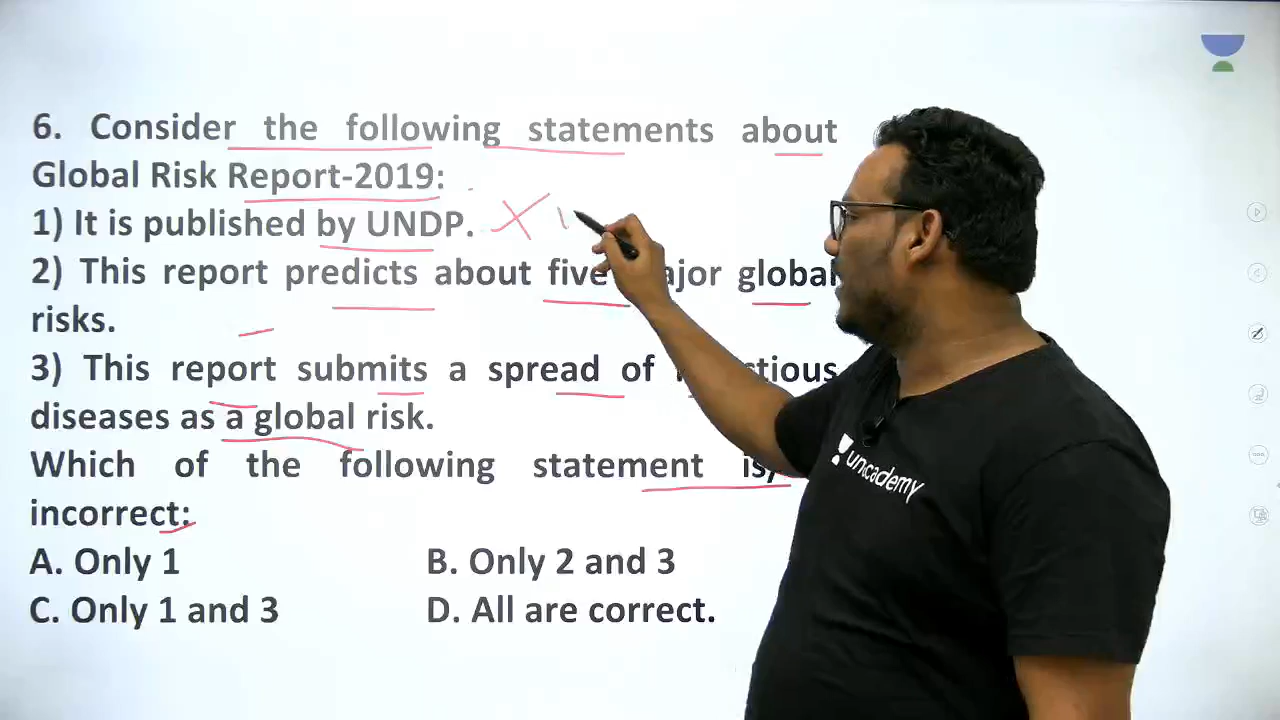 6. Consider the following statements about
Global Risk Report-2019:
1) It is published by UNDP. X
2) This report predicts about five major global
risks.
3) This report submits a spread of
diseases as a global risk.
Which of the following statement is/
incorrect:
A. Only 1 B. Only 2 and 3
C. Only 1 and 3 D. All are correct.
unacademy